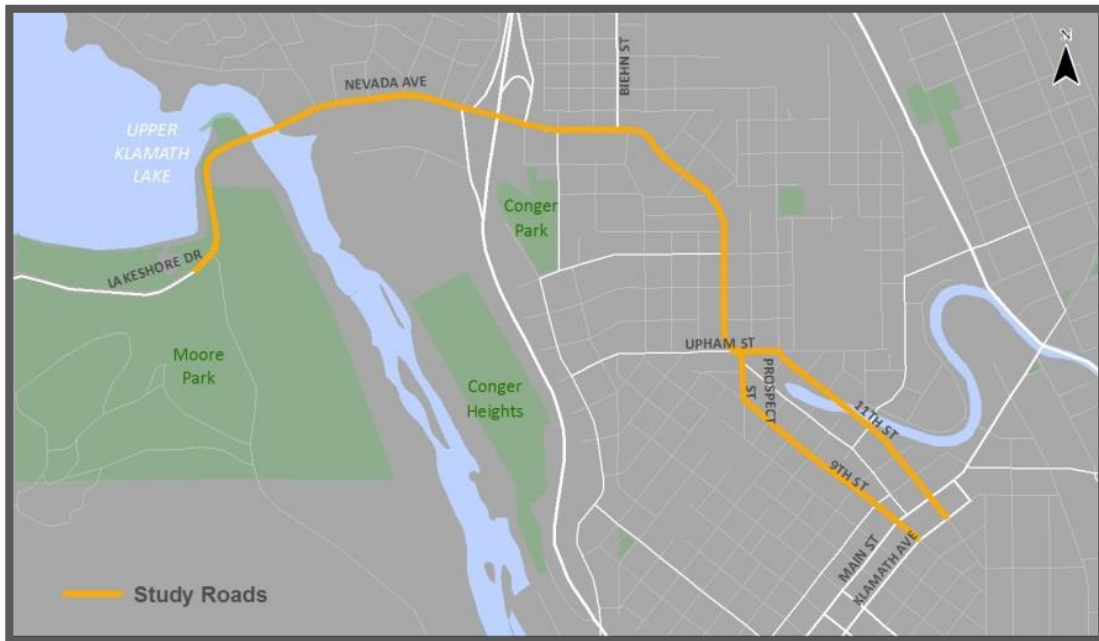 N
NEVADA AVE
BIEHN ST
UPPER
KLAMATH
LAKE
Conger
Park
LAKESHORE DR
Moore
Park
Conger
Heights
UPHAM ST
PROSPECT
ST
11TH ST
9TH ST
MAIN ST
KLAMATH AVE
Study Roads